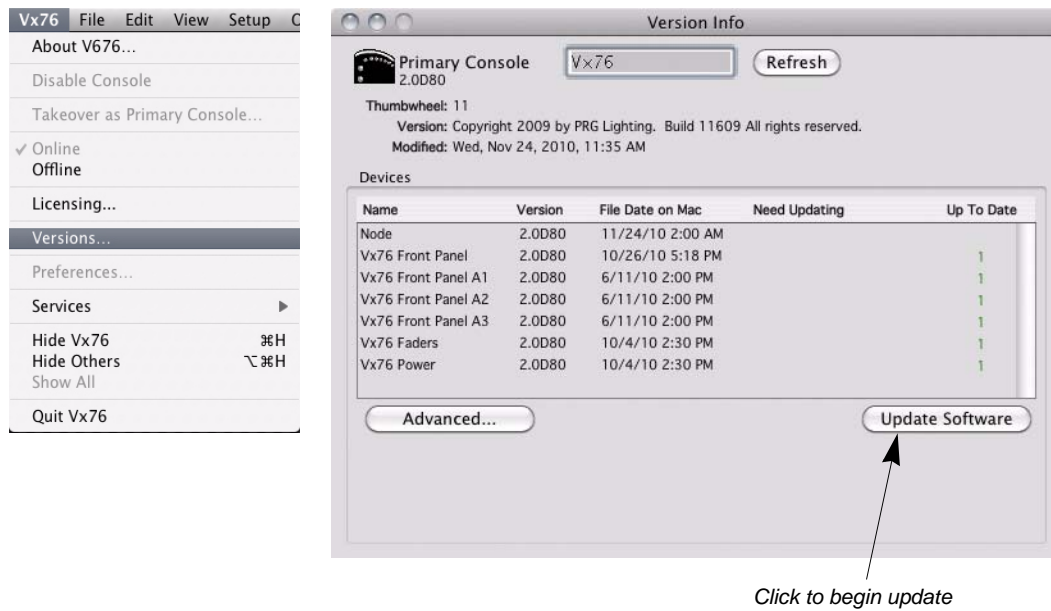 Vx76 File Edit View Setup
About V676...
Disable Console
Takeover as Primary Console...
✓ Online
Offline
Licensing...
Versions...
Preferences...
Services ▶
Hide Vx76 ⌘H
Hide Others ⌥⌘H
Show All
Quit Vx76
Version Info
Primary Console
2.0D80
Vx76
Refresh
Thumbwheel: 11
Version: Copyright 2009 by PRG Lighting. Build 11609 All rights reserved.
Modified: Wed, Nov 24, 2010, 11:35 AM
Devices
Name Version File Date on Mac Need Updating Up To Date
Node 2.0D80 11/24/10 2:00 AM
Vx76 Front Panel 2.0D80 10/26/10 5:18 PM 1
Vx76 Front Panel A1 2.0D80 6/11/10 2:00 PM 1
Vx76 Front Panel A2 2.0D80 6/11/10 2:00 PM 1
Vx76 Front Panel A3 2.0D80 6/11/10 2:00 PM 1
Vx76 Faders 2.0D80 10/4/10 2:30 PM 1
Vx76 Power 2.0D80 10/4/10 2:30 PM 1
Advanced...
Update Software
Click to begin update